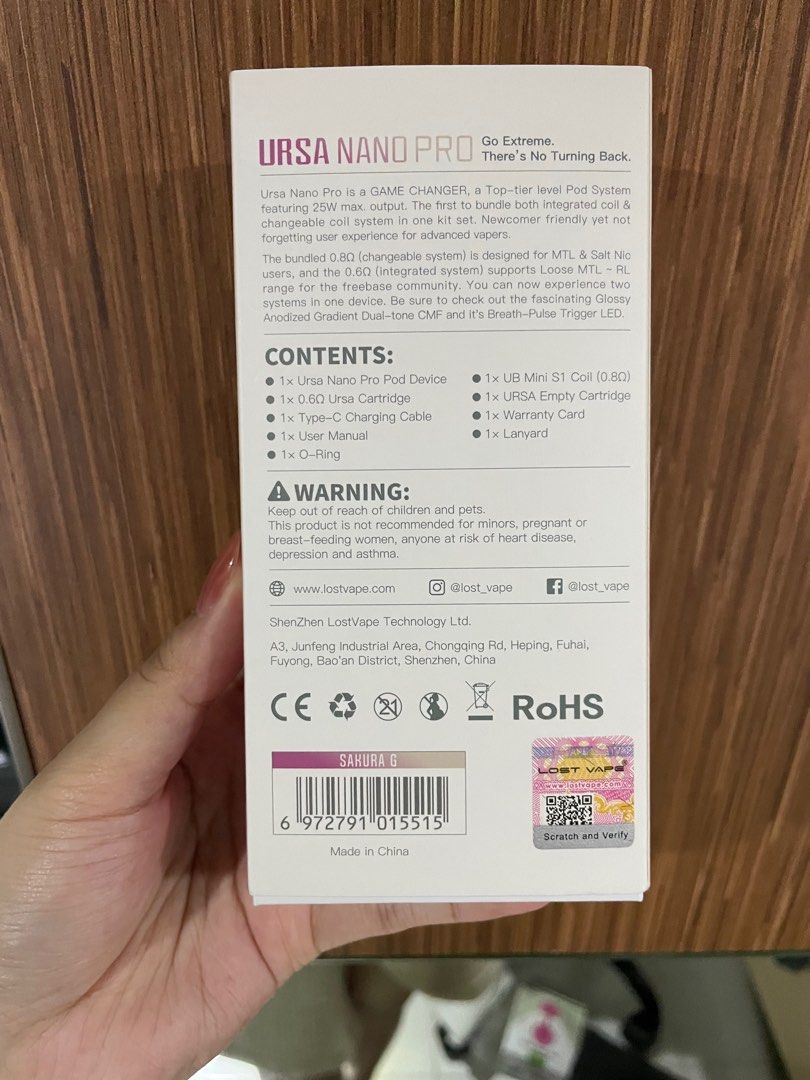 URSA NANO PRO
Go Extreme.
There's No Turning Back.
Ursa Nano Pro is a GAME CHANGER, a Top-tier level Pod System
featuring 25W max. output. The first to bundle both integrated coil &
changeable coil system in one kit set. Newcomer friendly yet not
forgetting user experience for advanced vapers.
The bundled 0.8Ω (changeable system) is designed for MTL & Salt Nic
users, and the 0.6Ω (integrated system) supports Loose MTL ~ RL
range for the freebase community. You can now experience two
systems in one device. Be sure to check out the fascinating Glossy
Anodized Gradient Dual-tone CMF and it's Breath-Pulse Trigger LED.
CONTENTS:
● 1x Ursa Nano Pro Pod Device
● 1x 0.6Ω Ursa Cartridge
● 1x Type-C Charging Cable
● 1x User Manual
● 1x O-Ring
● 1x UB Mini S1 Coil (0.8Ω)
● 1x URSA Empty Cartridge
● 1x Warranty Card
● 1x Lanyard
WARNING:
Keep out of reach of children and pets.
This product is not recommended for minors, pregnant or
breast-feeding women, anyone at risk of heart disease,
depression and asthma.
www.lostvape.com @lost_vape @lost_vape
ShenZhen LostVape Technology Ltd.
A3, Junfeng Industrial Area, Chongqing Rd, Heping, Fuhai,
Fuyong, Bao'an District, Shenzhen, China
CE 21 RoHS
SAKURA G
6 972791 015515
Made in China
LOST VAPE
www.lostvape.com
Scratch and Verify